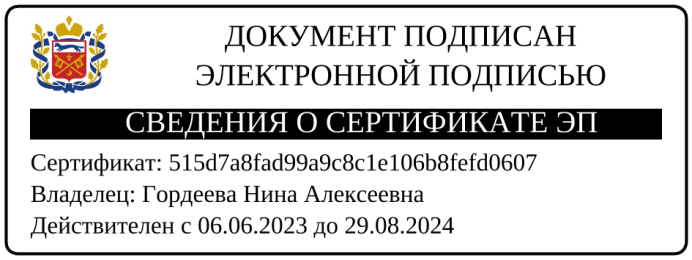 ДОКУМЕНТ ПОДПИСАН
ЭЛЕКТРОННОЙ ПОДПИСЬЮ
СВЕДЕНИЯ О СЕРТИФИКАТЕ ЭП
Сертификат: 515d7a8fad99a9c8c1e106b8fefd0607
Владелец: Гордеева Нина Алексеевна
Действителен с 06.06.2023 до 29.08.2024